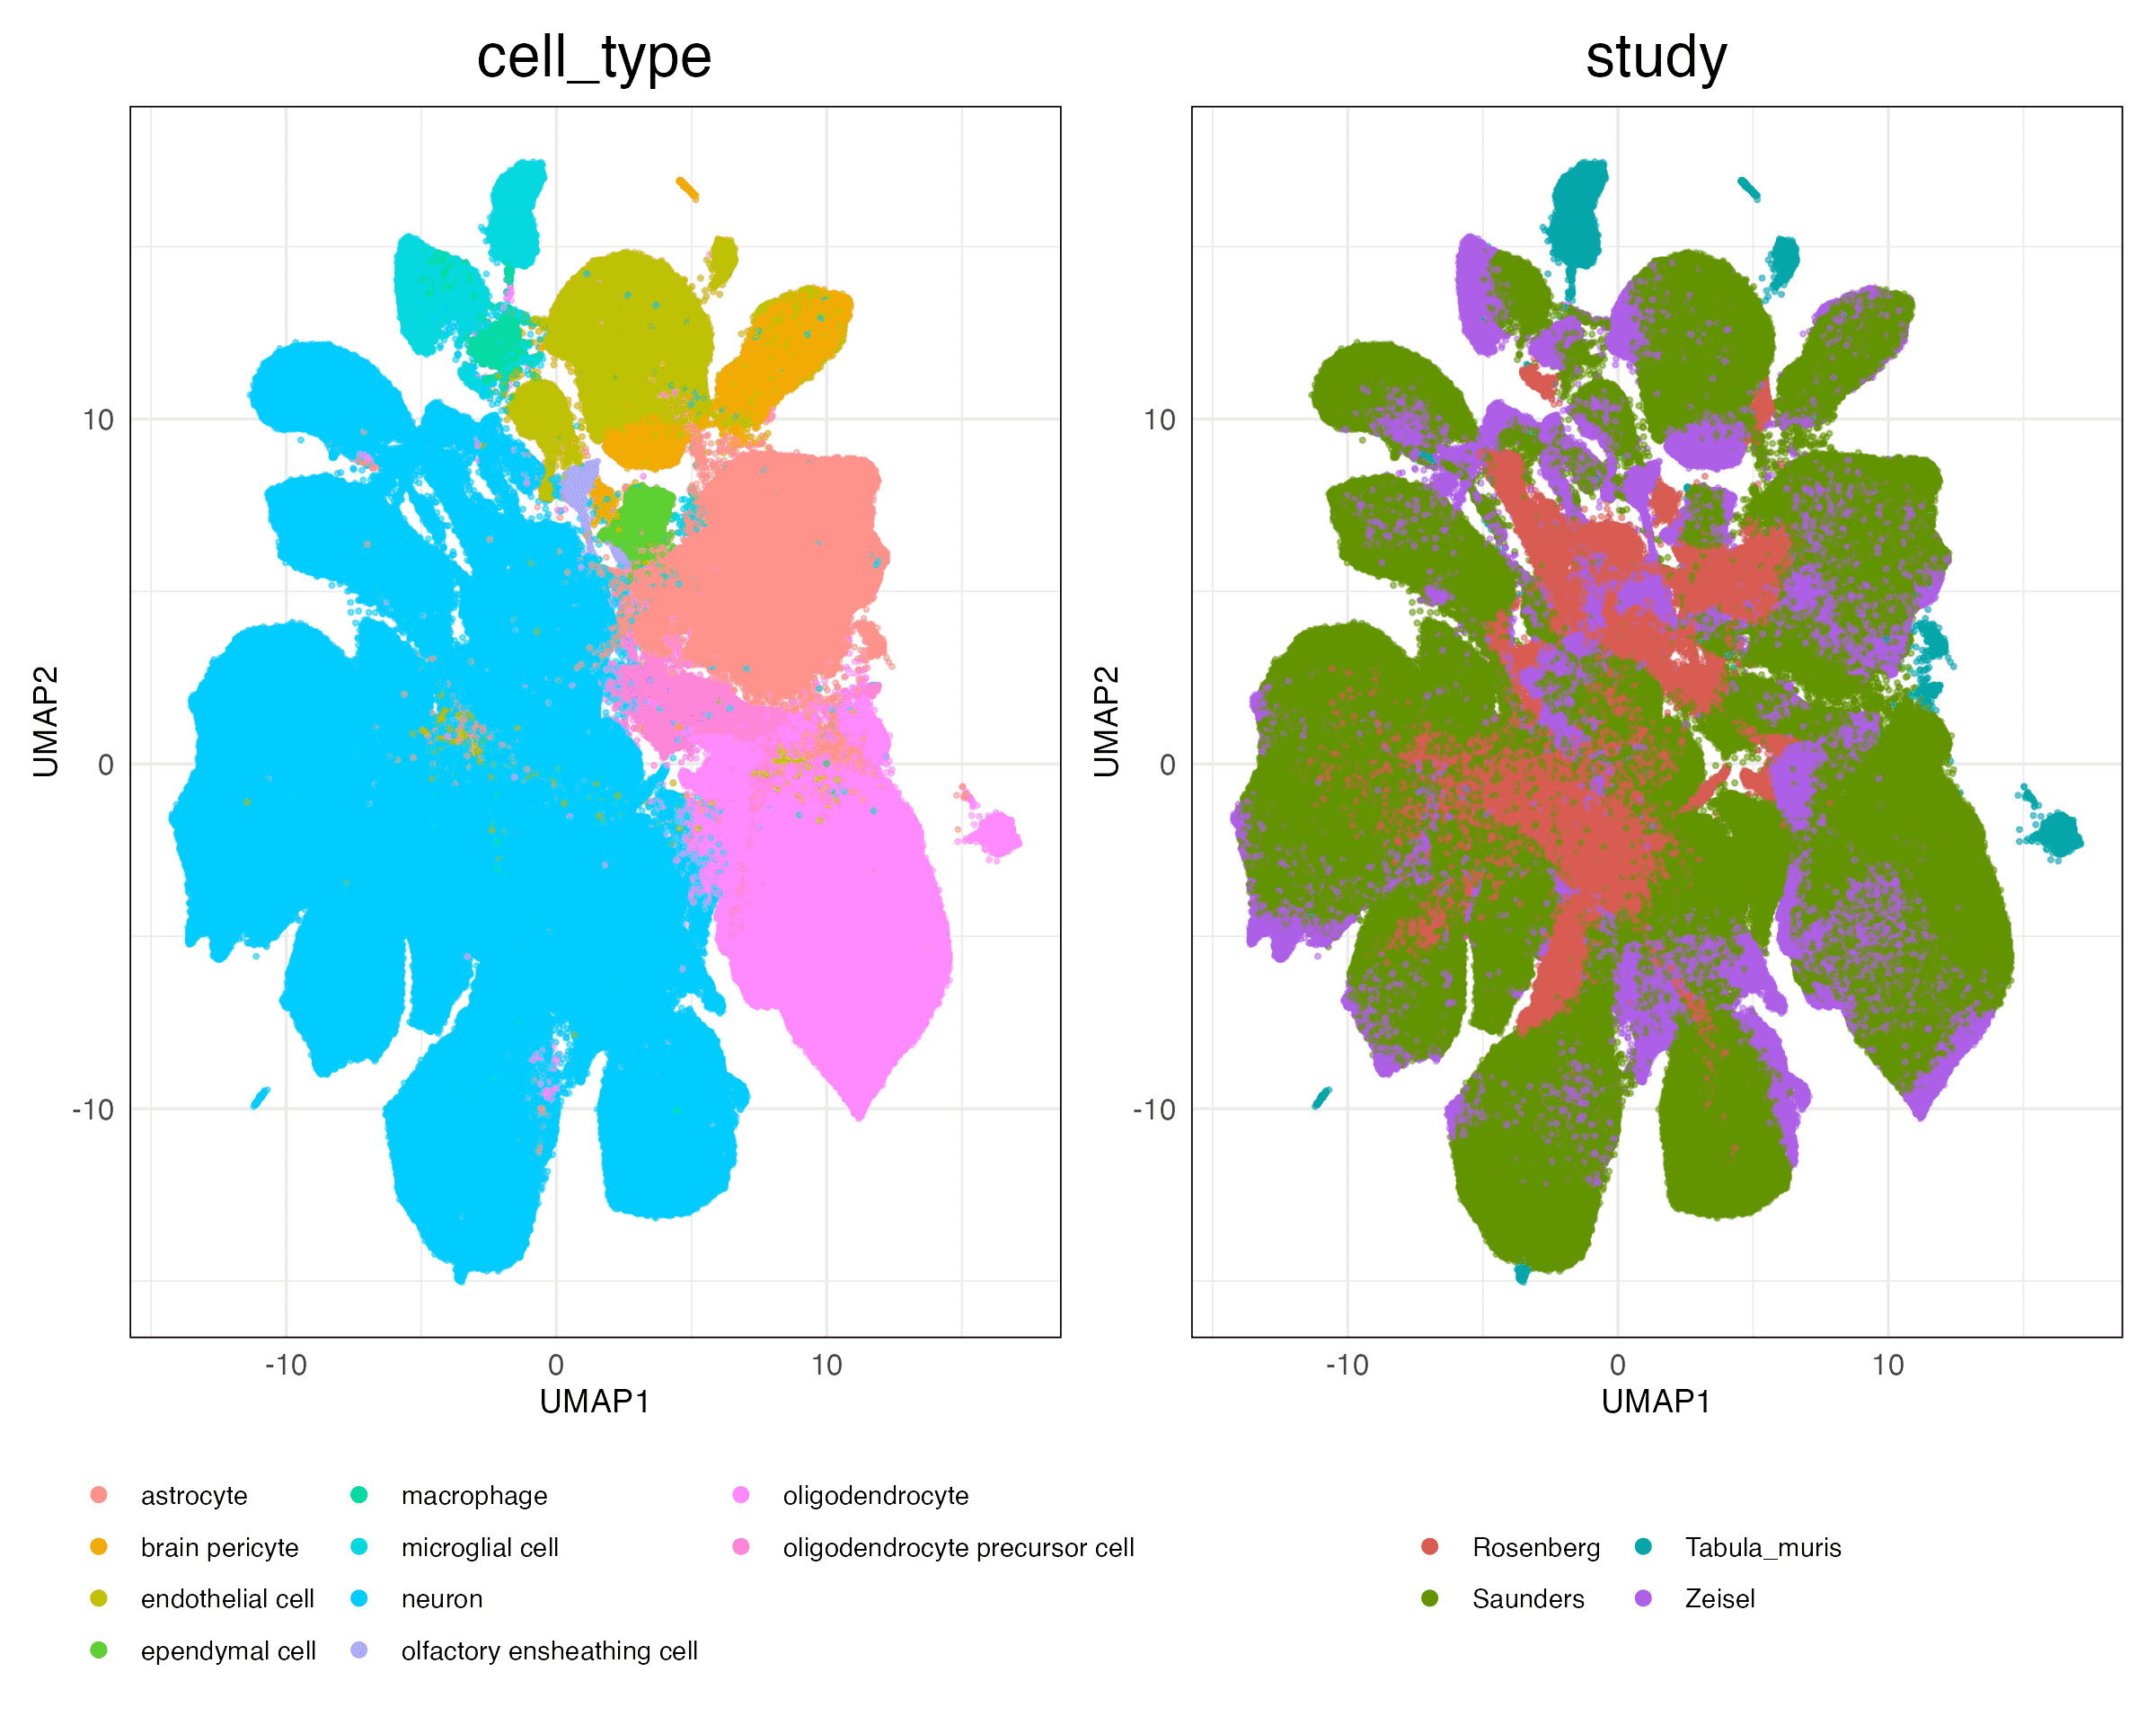 cell_type
study
UMAP2
10
0
-10
-10
0
10
UMAP1
UMAP2
10
0
-10
-10
0
10
UMAP1
astrocyte
brain pericyte
endothelial cell
ependymal cell
macrophage
microglial cell
neuron
olfactory ensheathing cell
oligodendrocyte
oligodendrocyte precursor cell
Rosenberg
Saunders
Tabula_muris
Zeisel